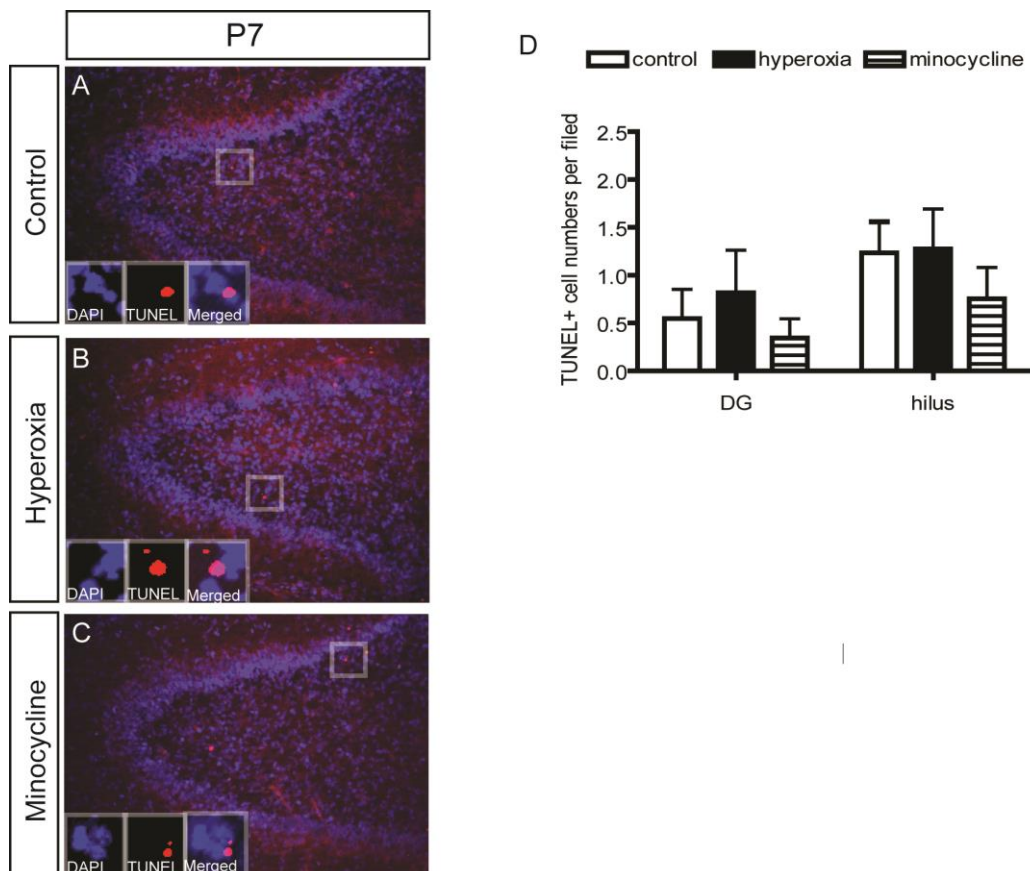 P7
Control
A
DAPI TUNEL Merged
Hyperoxia
B
DAPI TUNEL Merged
Minocycline
C
DAPI TUNEL Merged
D
control hyperoxia minocycline
TUNEL+ cell numbers per filed
2.5
2.0
1.5
1.0
0.5
0.0
DG hilus